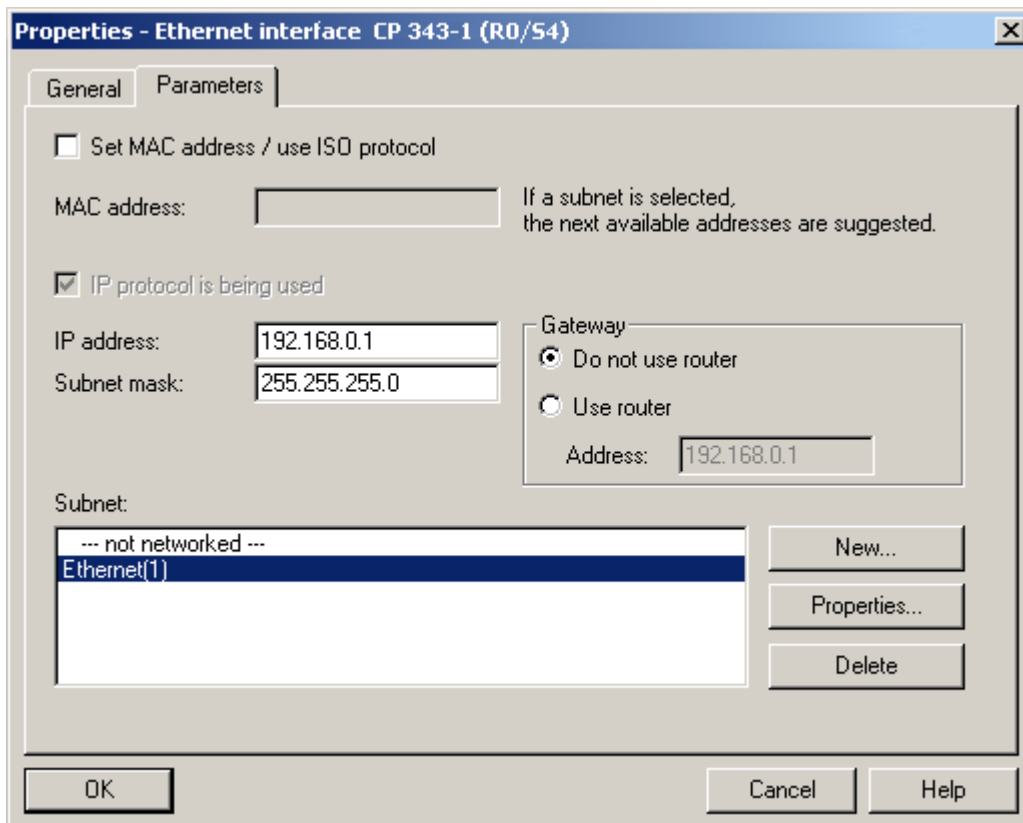 Properties - Ethernet interface CP 343-1 (R0/S4)
General
Parameters
Set MAC address / use ISO protocol
MAC address:
If a subnet is selected,
the next available addresses are suggested.
IP protocol is being used
IP address:
192.168.0.1
Subnet mask:
255.255.255.0
Gateway
Do not use router
Use router
Address:
192.168.0.1
Subnet:
--- not networked ---
Ethernet(1)
New...
Properties...
Delete
OK
Cancel
Help